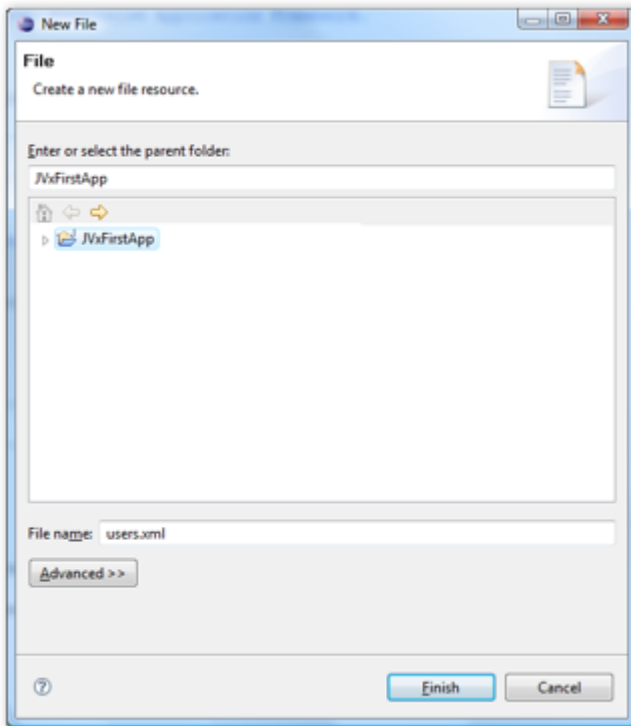 New File
File
Create a new file resource.
Enter or select the parent folder:
JVxFirstApp
JVxFirstApp
File name: users.xml
Advanced >>
Finish
Cancel